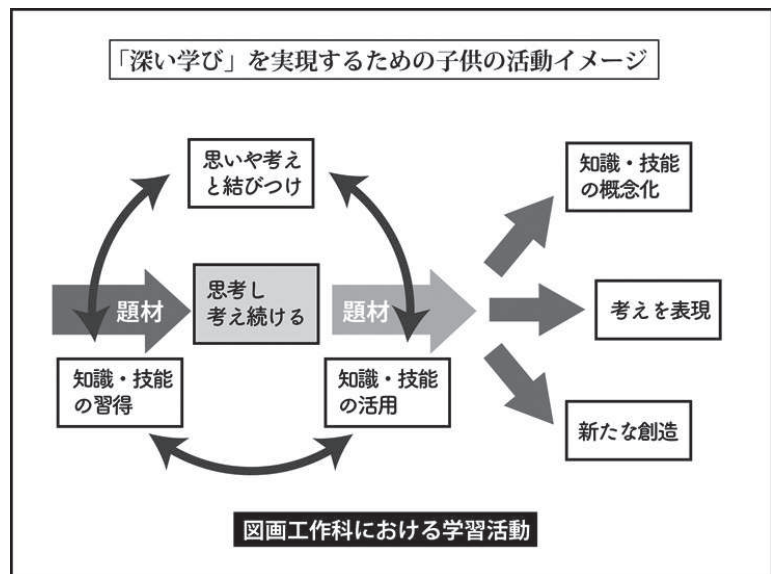 「深い学び」を実現するための子供の活動イメージ
思いや考え
と結びつけ
題材
思考し
考え続ける
題材
知識・技能
の習得
知識・技能
の活用
知識・技能
の概念化
考えを表現
新たな創造
図画工作科における学習活動